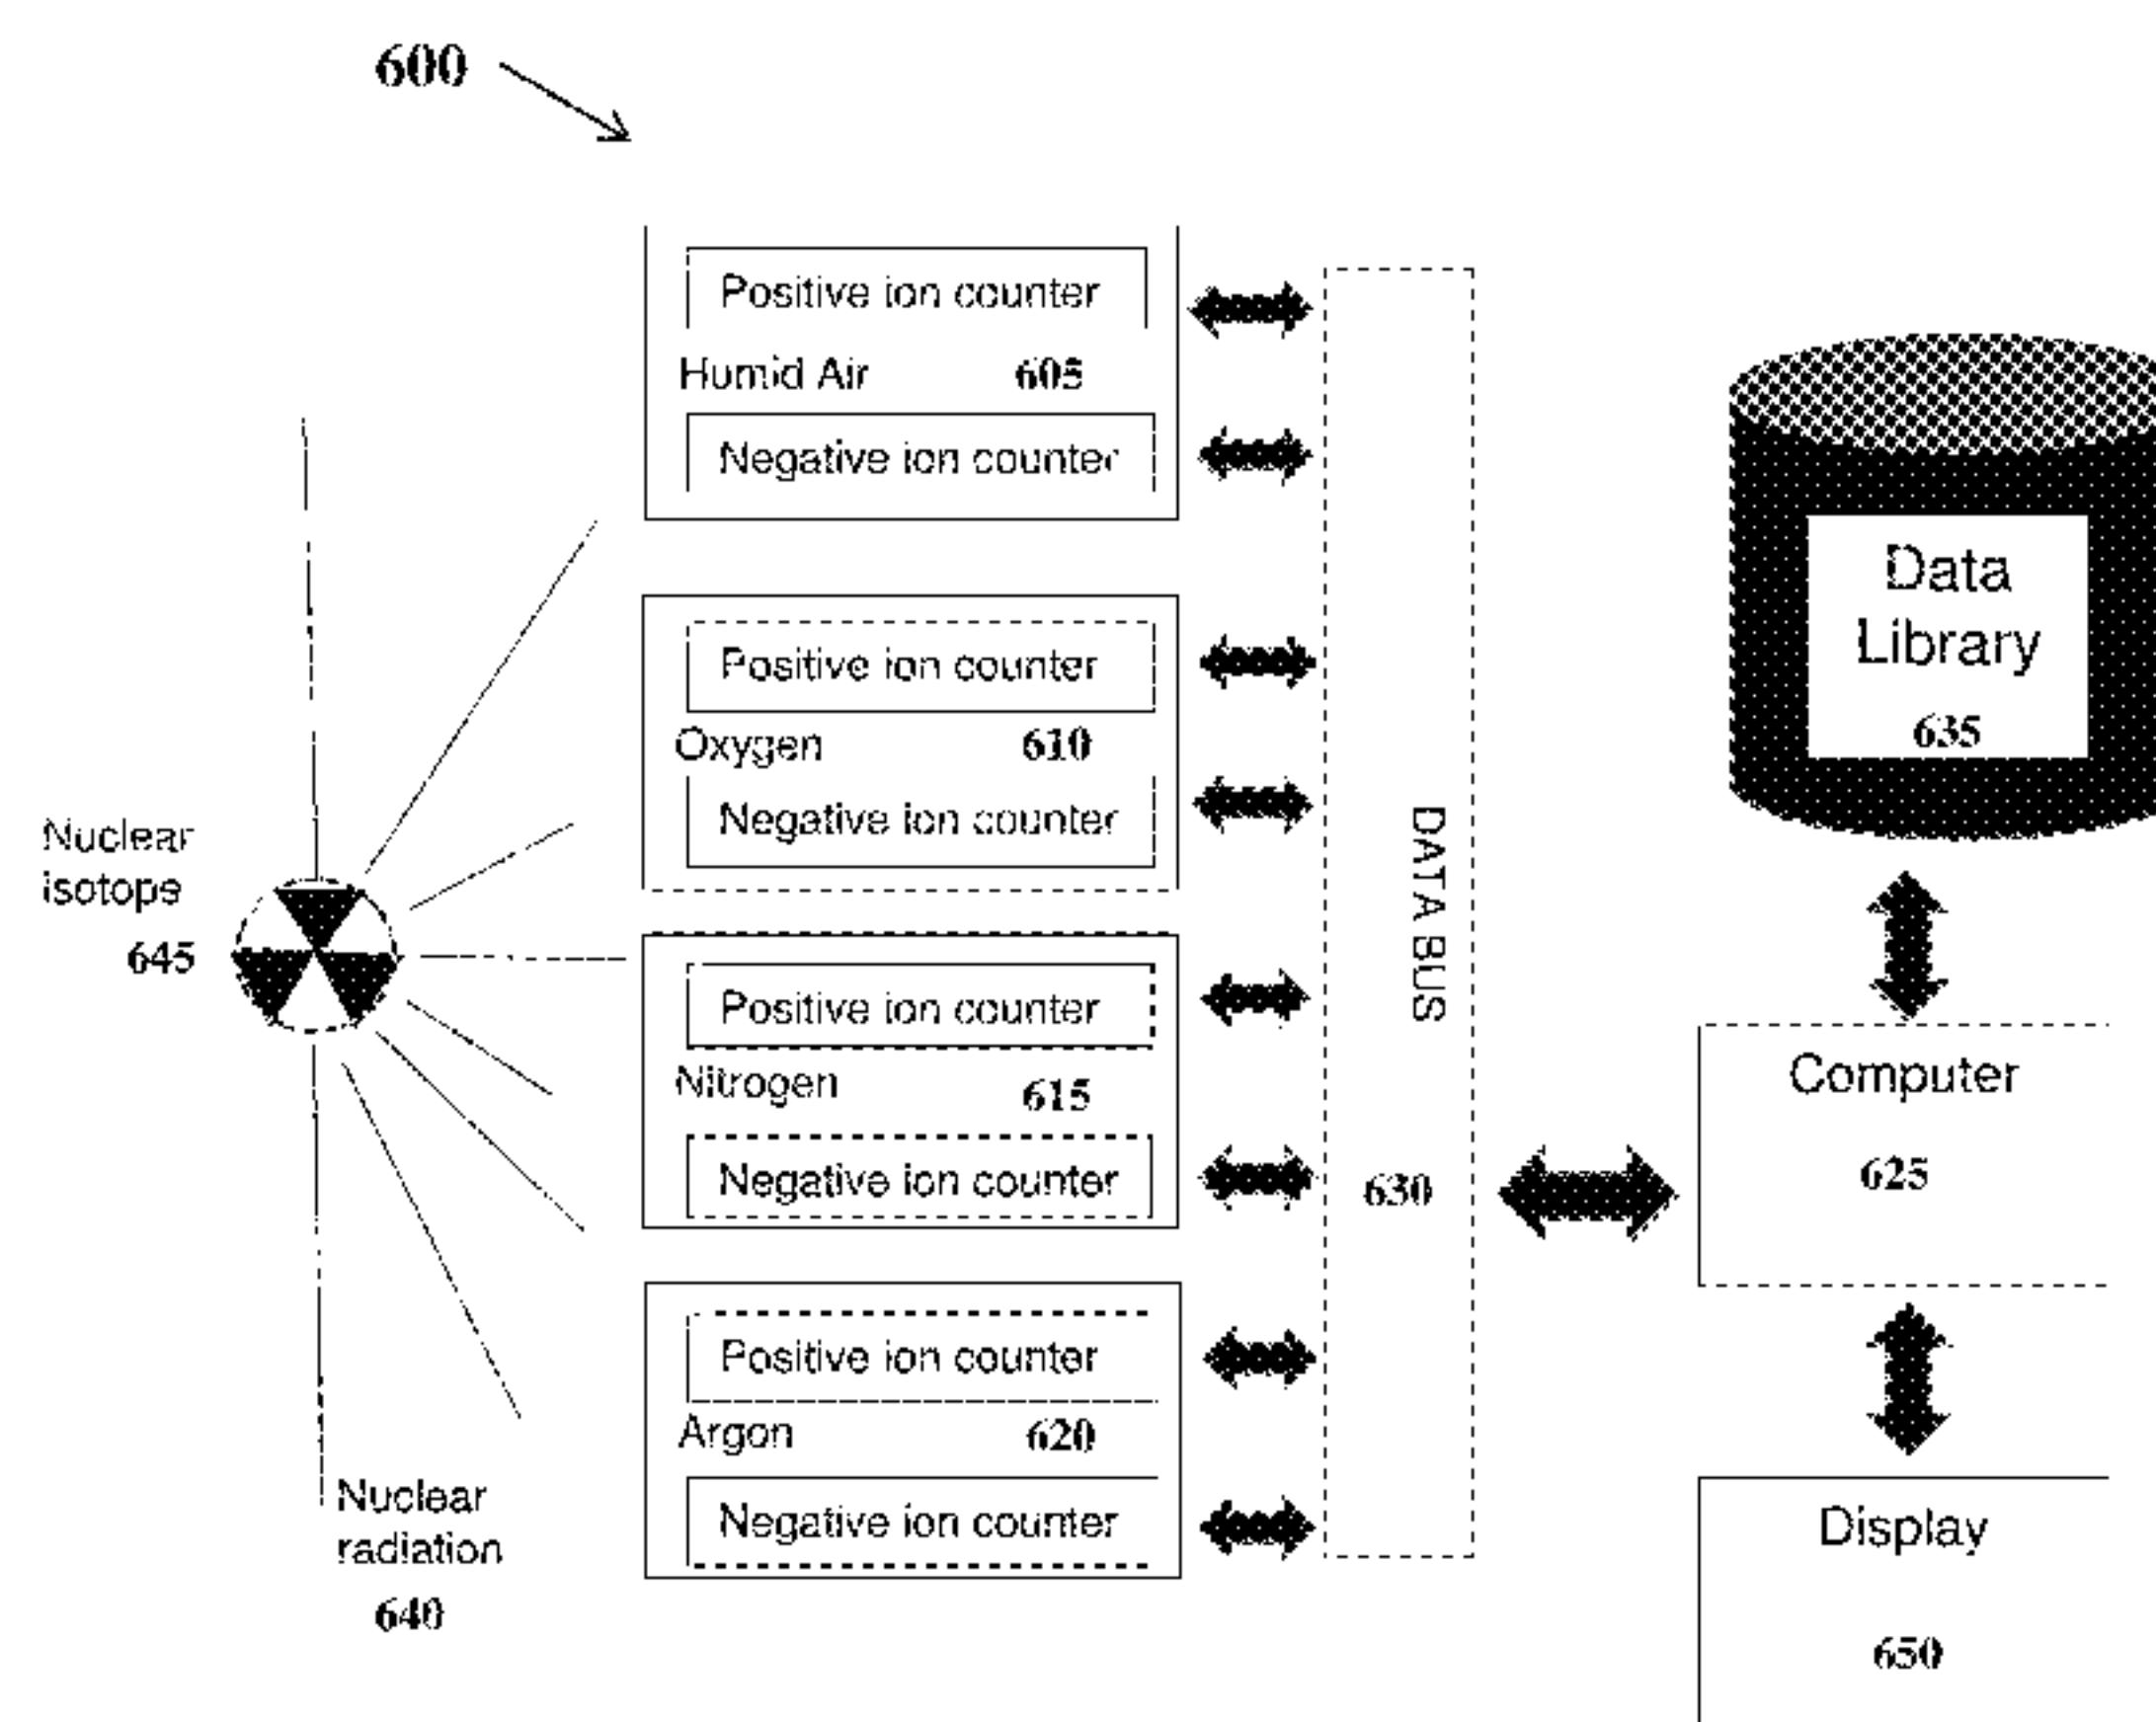 600
Positive ion counter
Humid Air 605
Negative ion counter
Positive ion counter
Oxygen 610
Negative ion counter
Positive ion counter
Nitrogen 615
Negative ion counter
Positive ion counter
Argon 620
Negative ion counter
Nuclear
isotope
645
Nuclear
radiation
640
DATA BUS
630
Data
Library
635
Computer
625
Display
650